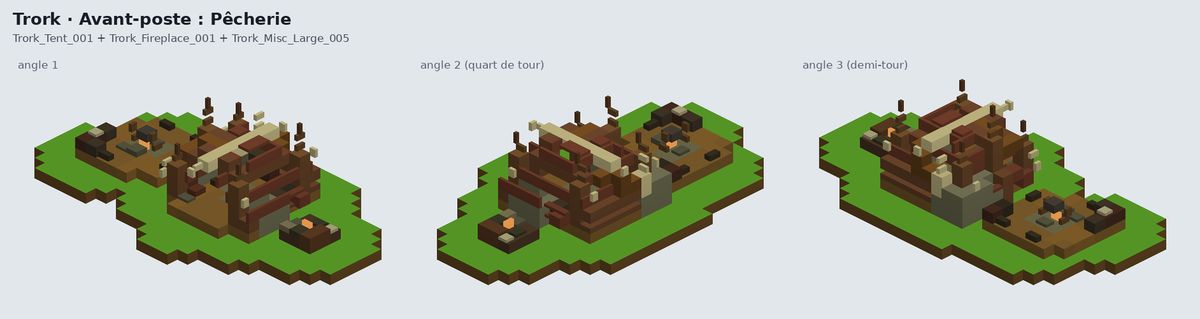 Trork · Avant-poste : Pêcherie
Trork_Tent_001 + Trork_Fireplace_001 + Trork_Misc_Large_005
angle 1
angle 2 (quart de tour)
angle 3 (demi-tour)